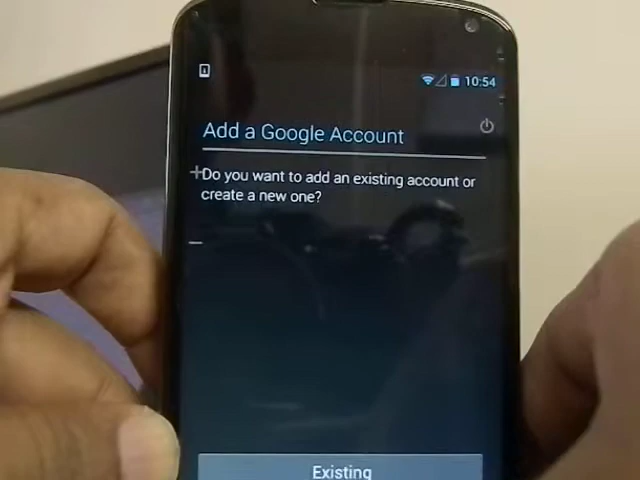 10:54
Add a Google Account
Do you want to add an existing account or
create a new one?
Existing